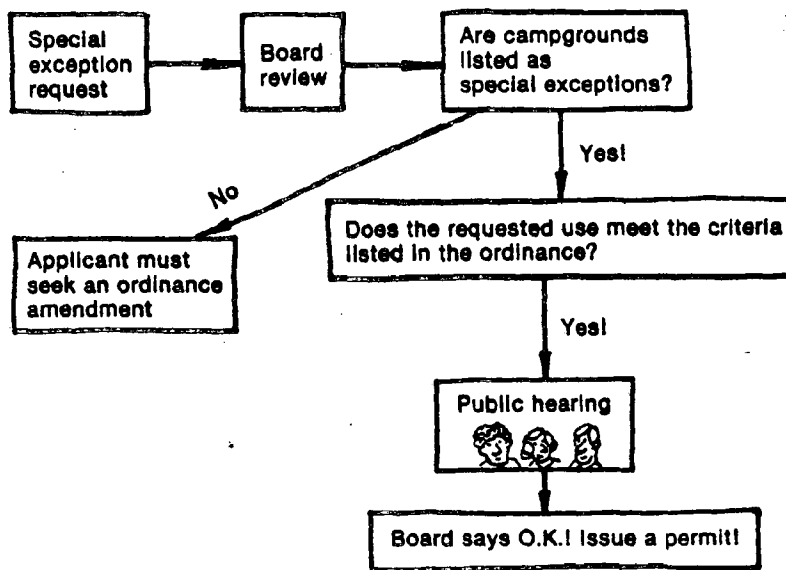 Special
exception
request
Board
review
Are campgrounds
listed as
special exceptions?
No
Yes!
Applicant must
seek an ordinance
amendment
Does the requested use meet the criteria
listed in the ordinance?
Yes!
Public hearing
Board says O.K.! Issue a permit!